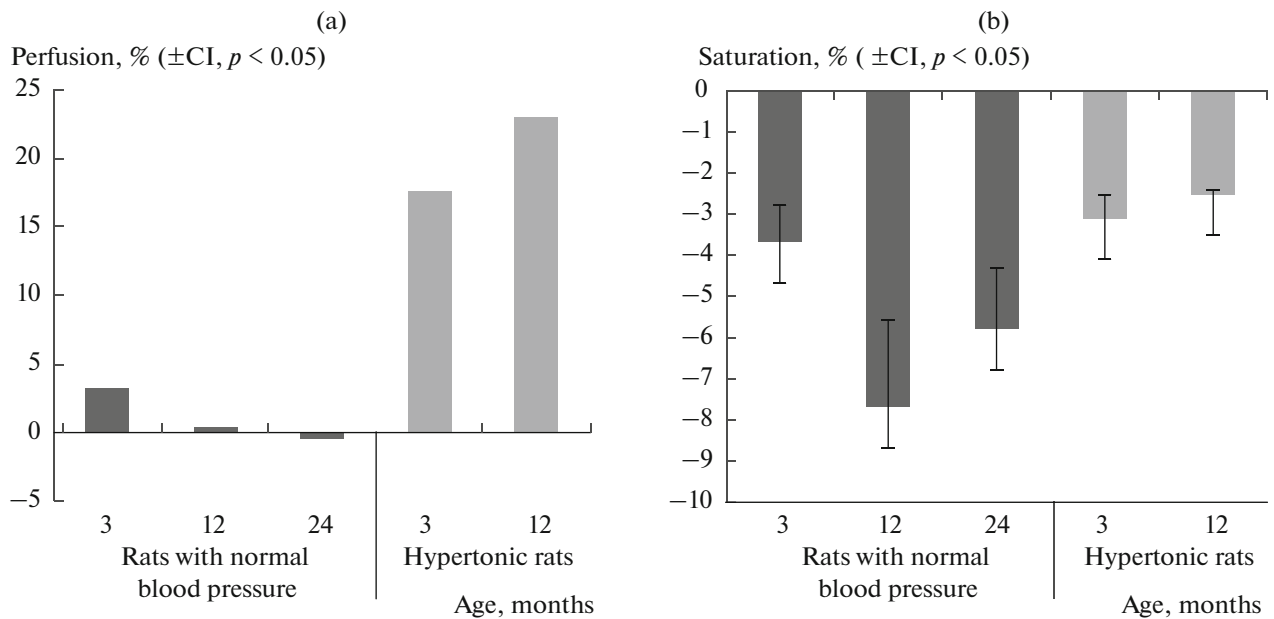 (a)
Perfusion, % (±CI, p < 0.05)
25
20
15
10
5
0
−5
3 12 24 3 12
Rats with normal
blood pressure
Hypertonic rats
Age, months
(b)
Saturation, % ( ±CI, p < 0.05)
0
−1
−2
−3
−4
−5
−6
−7
−8
−9
−10
3 12 24 3 12
Rats with normal
blood pressure
Hypertonic rats
Age, months